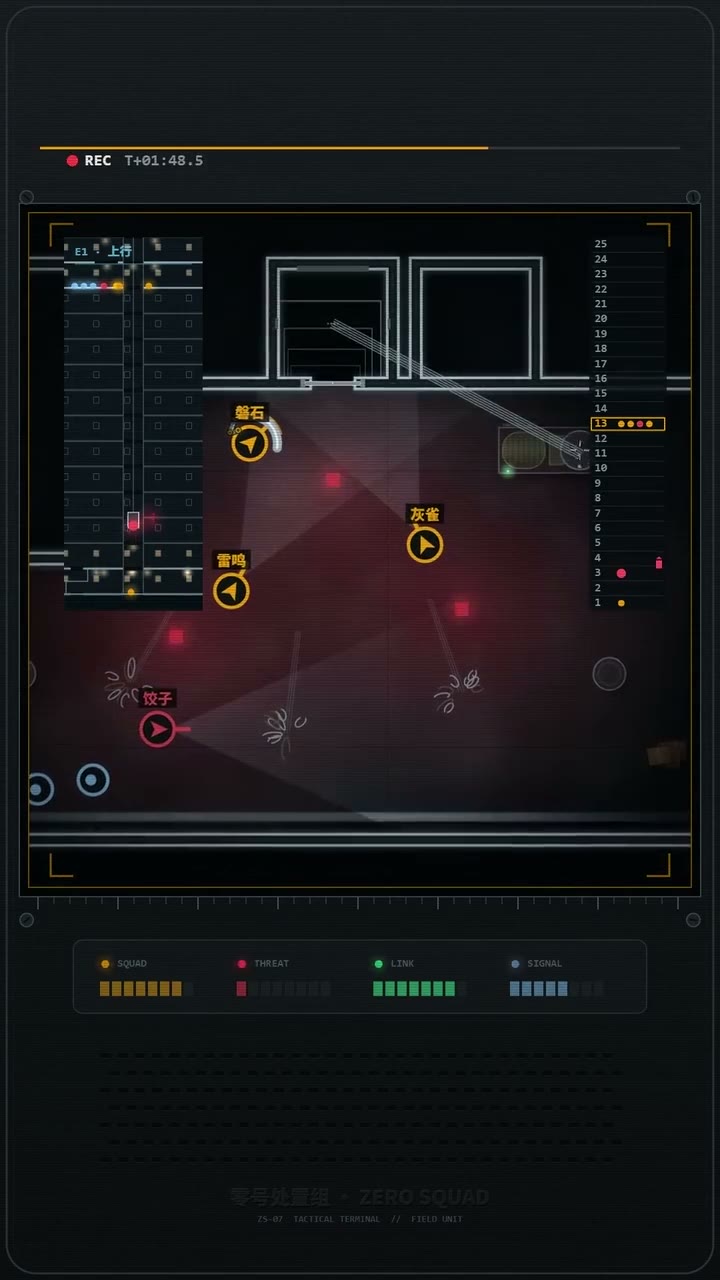 REC T+01:48.5
E1 · 上行
25
24
23
22
21
20
19
18
17
16
15
14
13
12
11
10
9
8
7
6
5
4
3
2
1
磐石
灰雀
雷鸣
饺子
SQUAD
THREAT
LINK
SIGNAL
零号处置组 · ZERO SQUAD
ZS-07 TACTICAL TERMINAL // FIELD UNIT